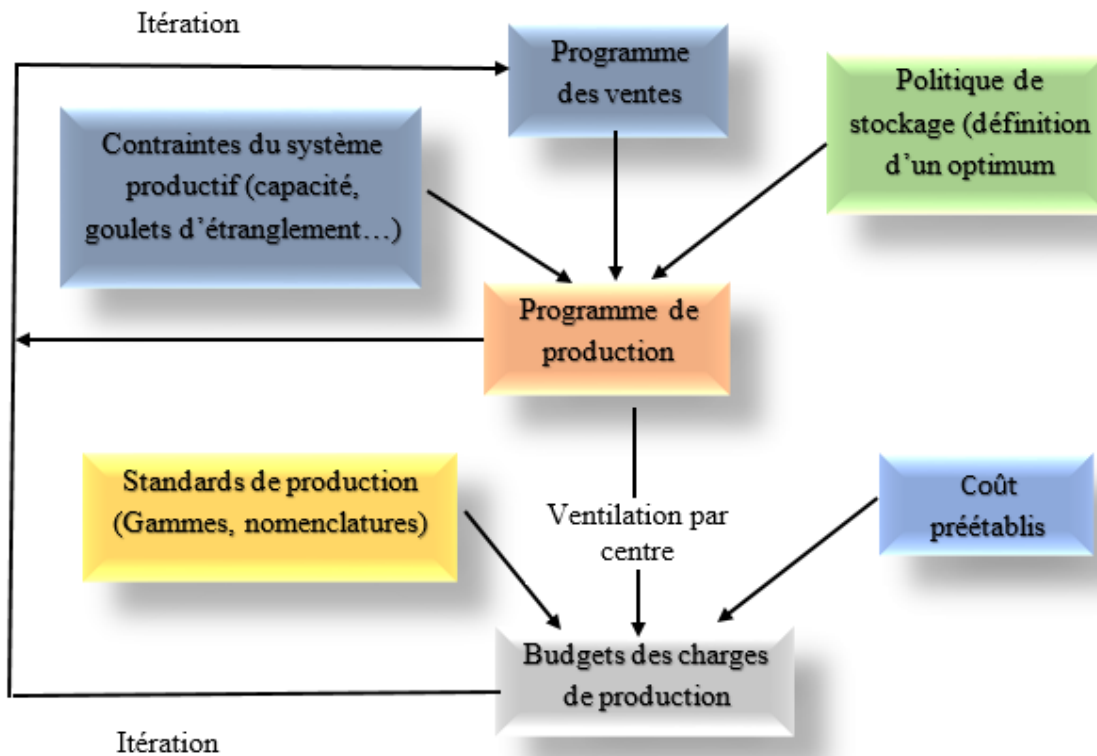 Itération
Programme
des ventes
Politique de
stockage (définition
d’un optimum
Contraintes du système
productif (capacité,
goulets d’étranglement…)
Programme de
production
Standards de production
(Gammes, nomenclatures)
Ventilation par
centre
Coût
préétablis
Budgets des charges
de production
Itération